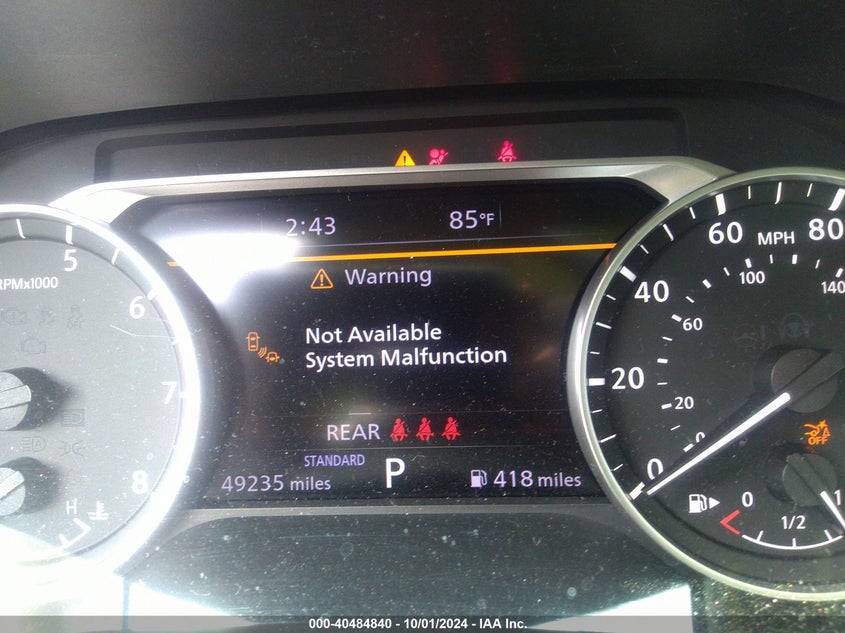 2:43 85°F
Warning
Not Available
System Malfunction
REAR
STANDARD
P
49235 miles
418 miles
RPMx1000
5
6
7
8
H
MPH
0
20
40
60
80
0
20
60
100
140
OFF
0
1/2
1
000-40484840 - 10/01/2024 - IAA Inc.